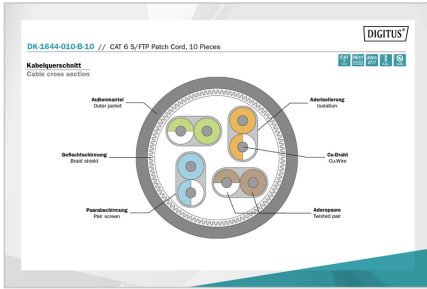 DIGITUS®
DK-1644-010-B-10 // CAT 6 S/FTP Patch Cord, 10 Pieces
Kabelquerschnitt
Cable cross section
Außenmantel
Outer jacket
Aderisolierung
Isolation
Geflechtschirmung
Braid shield
Cu-Draht
Cu-Wire
Paarabschirmung
Pair screen
Aderspaare
Twisted pair